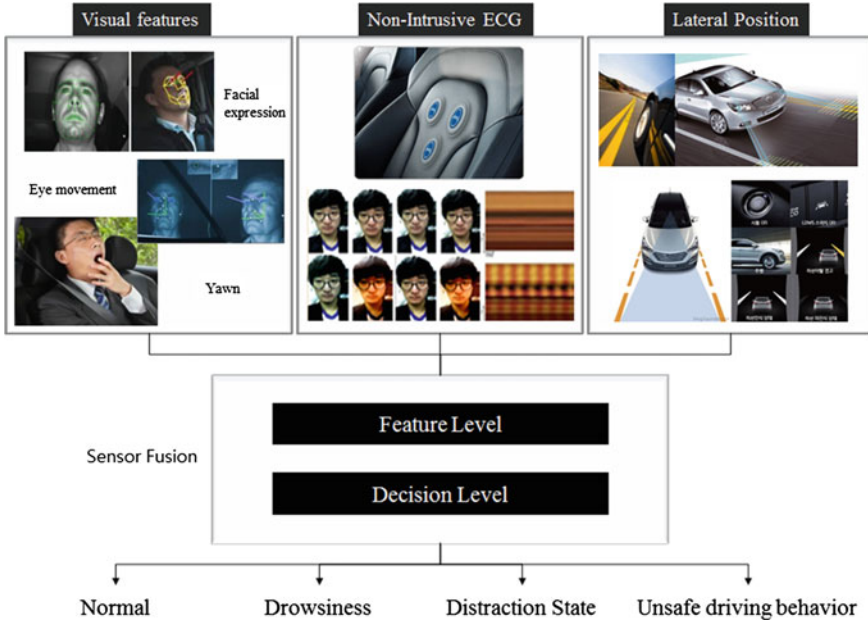 Visual features
Non-Intrusive ECG
Lateral Position
Facial
expression
Eye movement
Yawn
Sensor Fusion
Feature Level
Decision Level
Normal
Drowsiness
Distraction State
Unsafe driving behavior